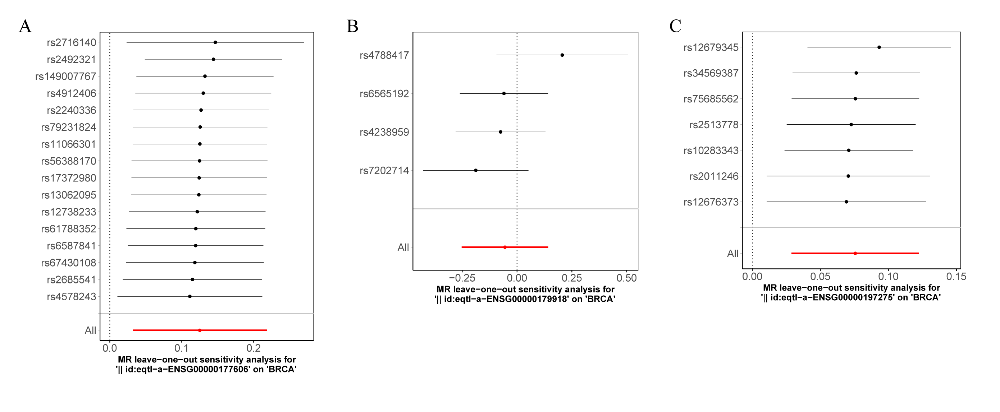 A
rs2716140
rs2492321
rs149007767
rs4912406
rs2240336
rs79231824
rs11066301
rs56388170
rs17372980
rs13062095
rs12738233
rs61788352
rs6587841
rs67430108
rs2685541
rs4578243
All
0.0 0.1 0.2
MR leave−one−out sensitivity analysis for
'|| id:eqtl−a−ENSG00000177606' on 'BRCA'
B
rs4788417
rs6565192
rs4238959
rs7202714
All
−0.25 0.00 0.25 0.50
MR leave−one−out sensitivity analysis for
'|| id:eqtl−a−ENSG00000179918' on 'BRCA'
C
rs12679345
rs34569387
rs75685562
rs2513778
rs10283343
rs2011246
rs12676373
All
0.00 0.05 0.10 0.15
MR leave−one−out sensitivity analysis for
'|| id:eqtl−a−ENSG00000197275' on 'BRCA'